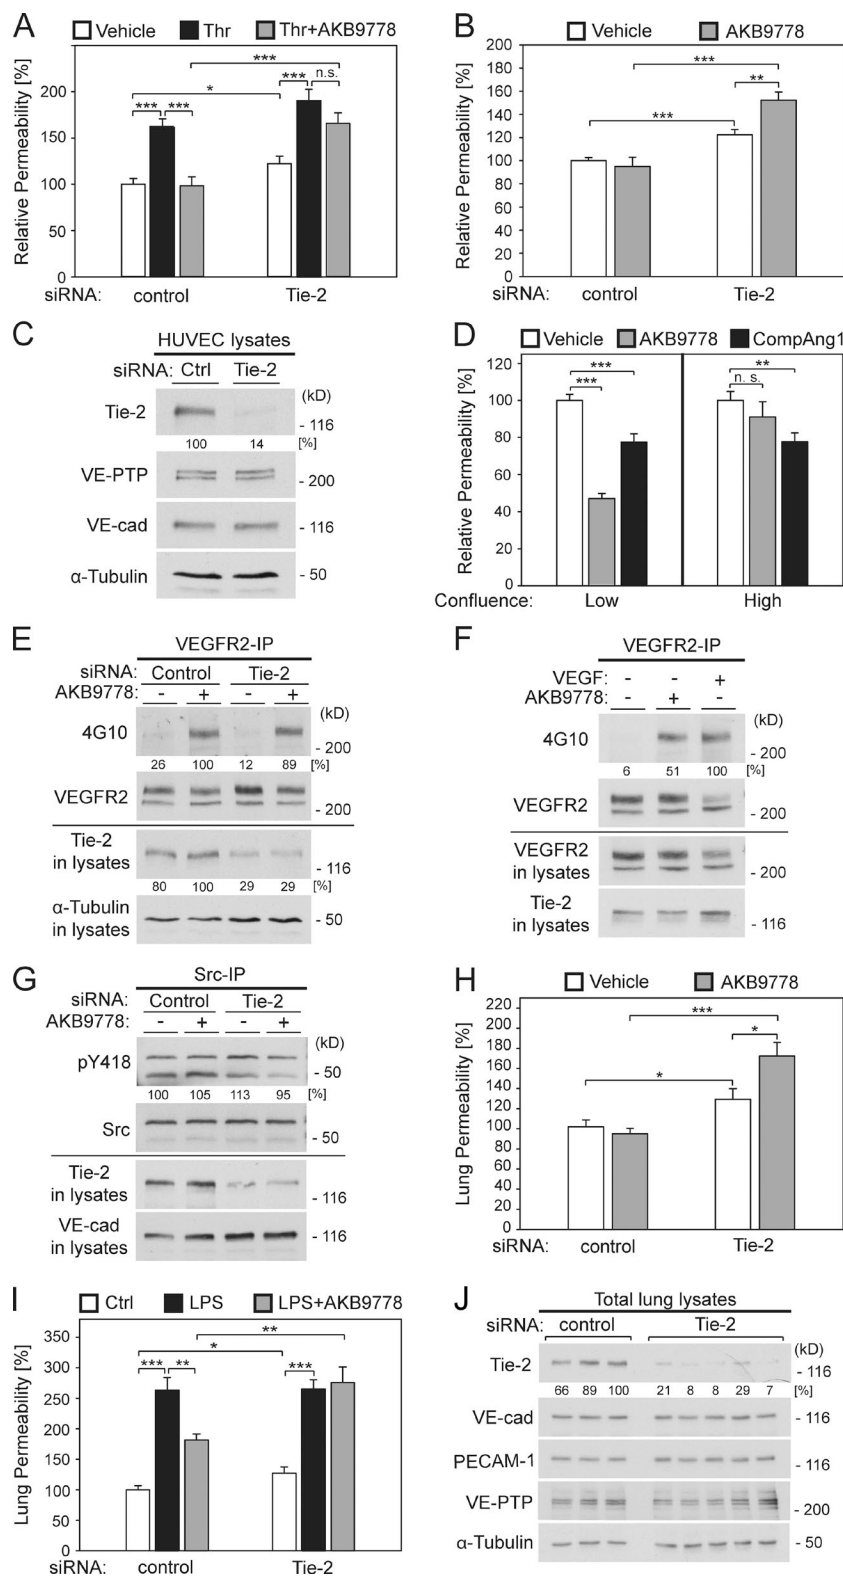 A
Vehicle Thr Thr+AKB9778
Relative Permeability [%]
200
150
100
50
0
*** *** * *** *** n.s.
siRNA: control Tie-2
B
Vehicle AKB9778
Relative Permeability [%]
200
180
160
140
120
100
80
60
40
20
0
*** *** **
siRNA: control Tie-2
C
HUVEC lysates
siRNA: Ctrl Tie-2
(kD)
Tie-2 - 116
100 14 [%]
VE-PTP - 200
VE-cad - 116
α-Tubulin - 50
D
Vehicle AKB9778 CompAng1
Relative Permeability [%]
120
100
80
60
40
20
0
*** *** ** n. s.
Confluence: Low High
E
VEGFR2-IP
siRNA: Control Tie-2
AKB9778: - + - +
(kD)
4G10 - 200
26 100 12 89 [%]
VEGFR2 - 200
Tie-2
in lysates - 116
80 100 29 29 [%]
α-Tubulin
in lysates - 50
F
VEGFR2-IP
VEGF: - - +
AKB9778: - + -
(kD)
4G10 - 200
6 51 100 [%]
VEGFR2 - 200
VEGFR2
in lysates - 200
Tie-2
in lysates - 116
G
Src-IP
siRNA: Control Tie-2
AKB9778: - + - +
(kD)
pY418 - 50
100 105 113 95 [%]
Src - 50
Tie-2
in lysates - 116
VE-cad
in lysates - 116
H
Vehicle AKB9778
Lung Permeability [%]
220
200
180
160
140
120
100
80
60
40
20
0
*** * *
siRNA: control Tie-2
I
Ctrl LPS LPS+AKB9778
Lung Permeability [%]
350
300
250
200
150
100
50
0
** * *** ** ***
siRNA: control Tie-2
J
Total lung lysates
siRNA: control Tie-2
(kD)
Tie-2 - 116
66 89 100 21 8 8 29 7 [%]
VE-cad - 116
PECAM-1 - 116
VE-PTP - 200
α-Tubulin - 50